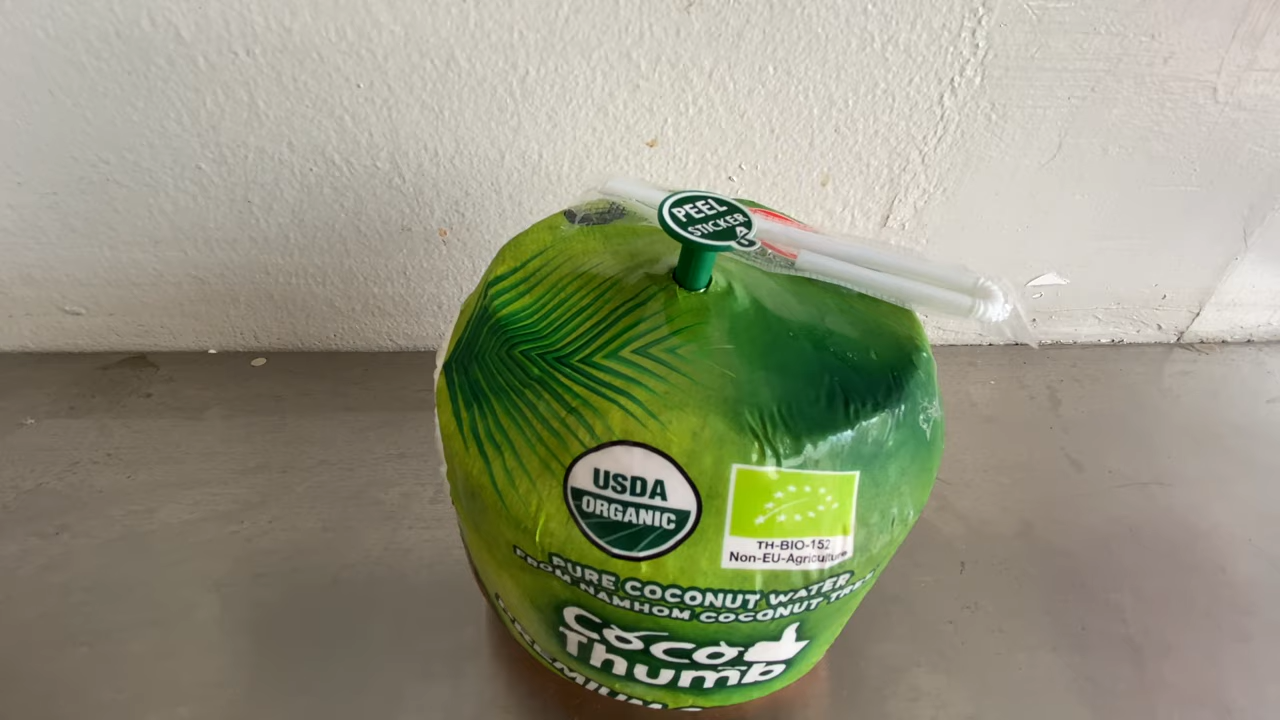 PEEL
STICKER
USDA
ORGANIC
TH-BIO-152
Non-EU-Agriculture
PURE COCONUT WATER
FROM NAMHOM COCONUT TREE
Coco
Thumb
PREMIUM